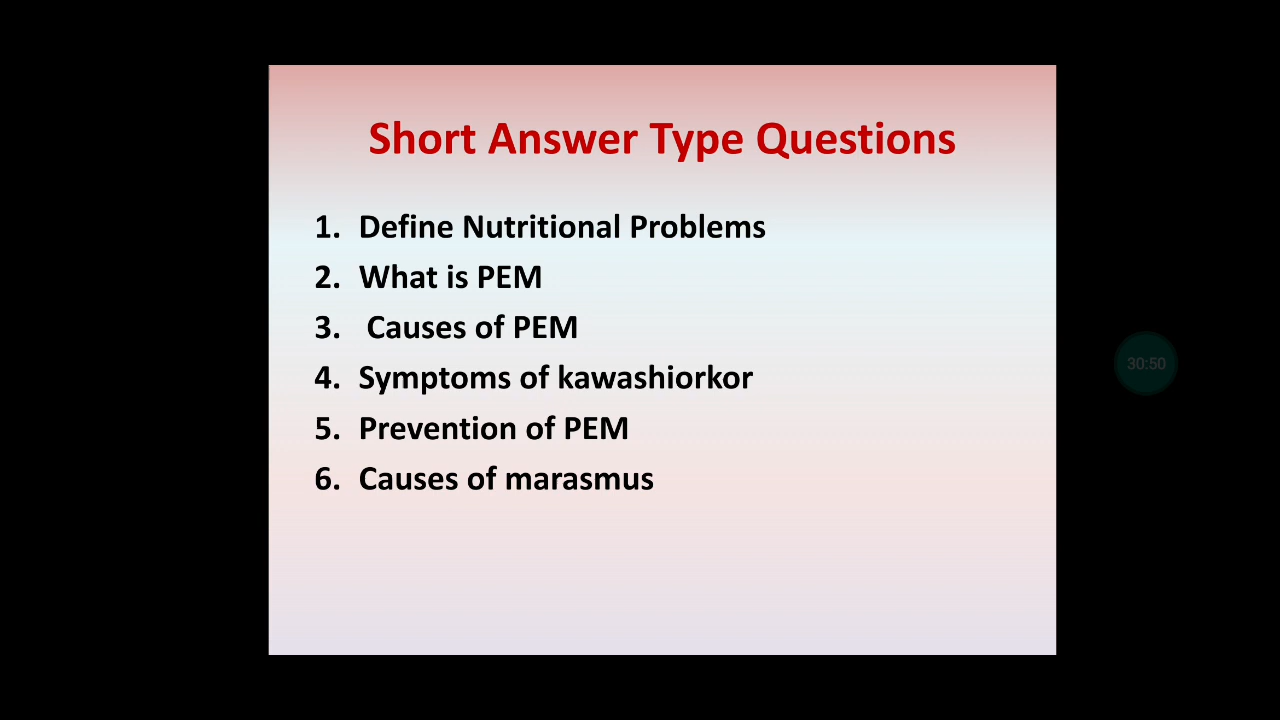 Short Answer Type Questions
1. Define Nutritional Problems
2. What is PEM
3. Causes of PEM
4. Symptoms of kawashiorkor
5. Prevention of PEM
6. Causes of marasmus
30:50